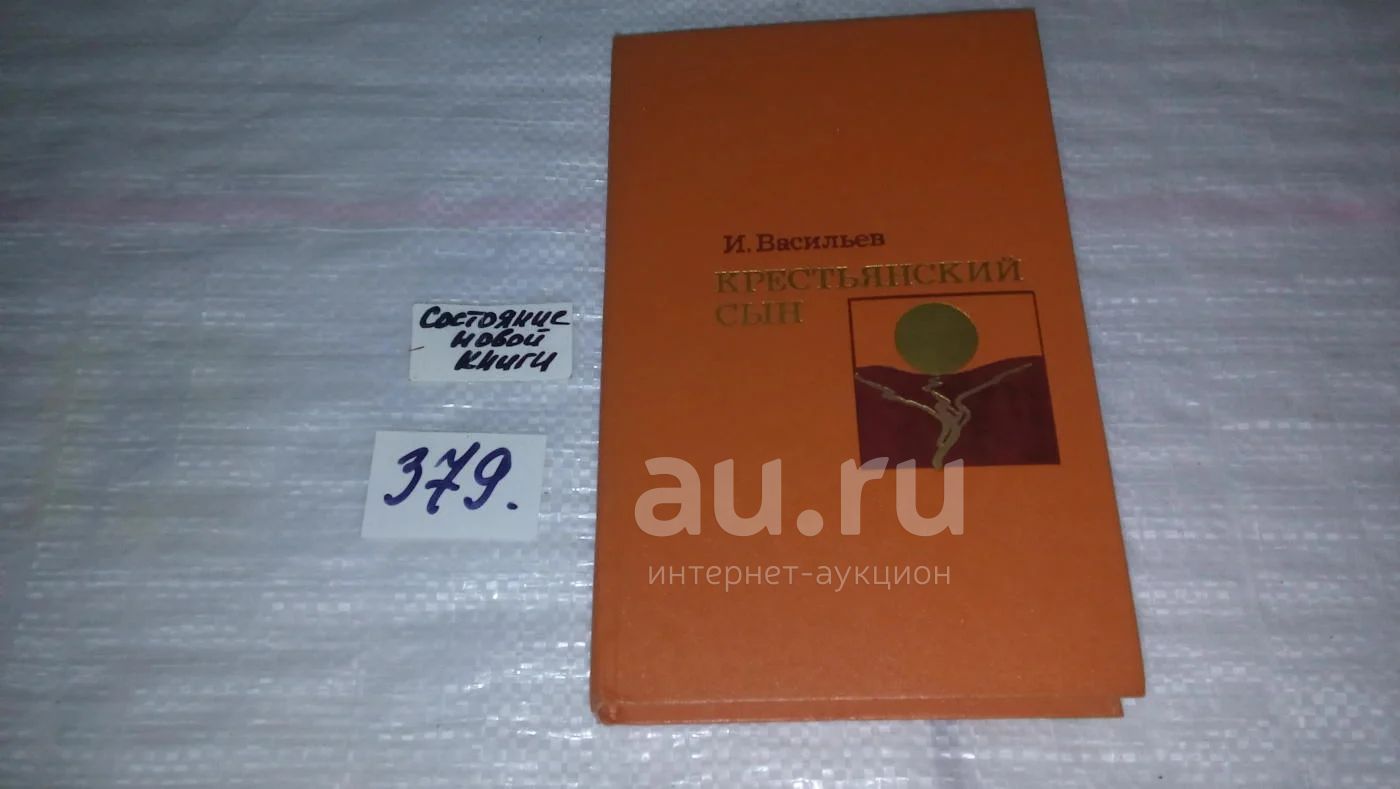 И. Васильев
КРЕСТЬЯНСКИЙ
СЫН
Состояние
новой
книги
379.
au.ru
интернет-аукцион